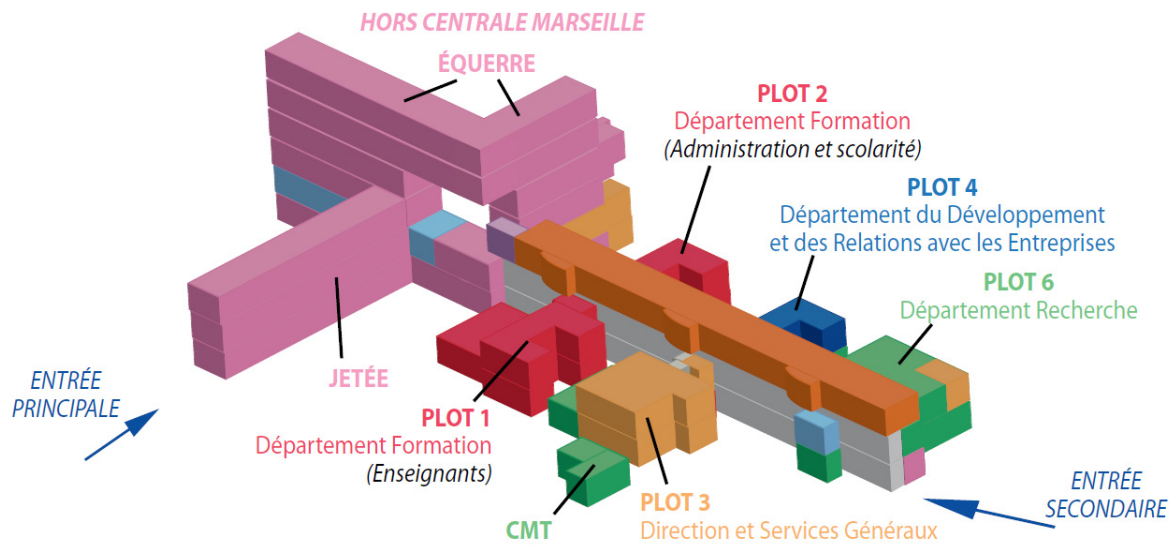 HORS CENTRALE MARSEILLE
ÉQUERRE
PLOT 2
Département Formation
(Administration et scolarité)
PLOT 4
Département du Développement
et des Relations avec les Entreprises
PLOT 6
Département Recherche
JETÉE
ENTRÉE
PRINCIPALE
PLOT 1
Département Formation
(Enseignants)
CMT
PLOT 3
Direction et Services Généraux
ENTRÉE
SECONDAIRE